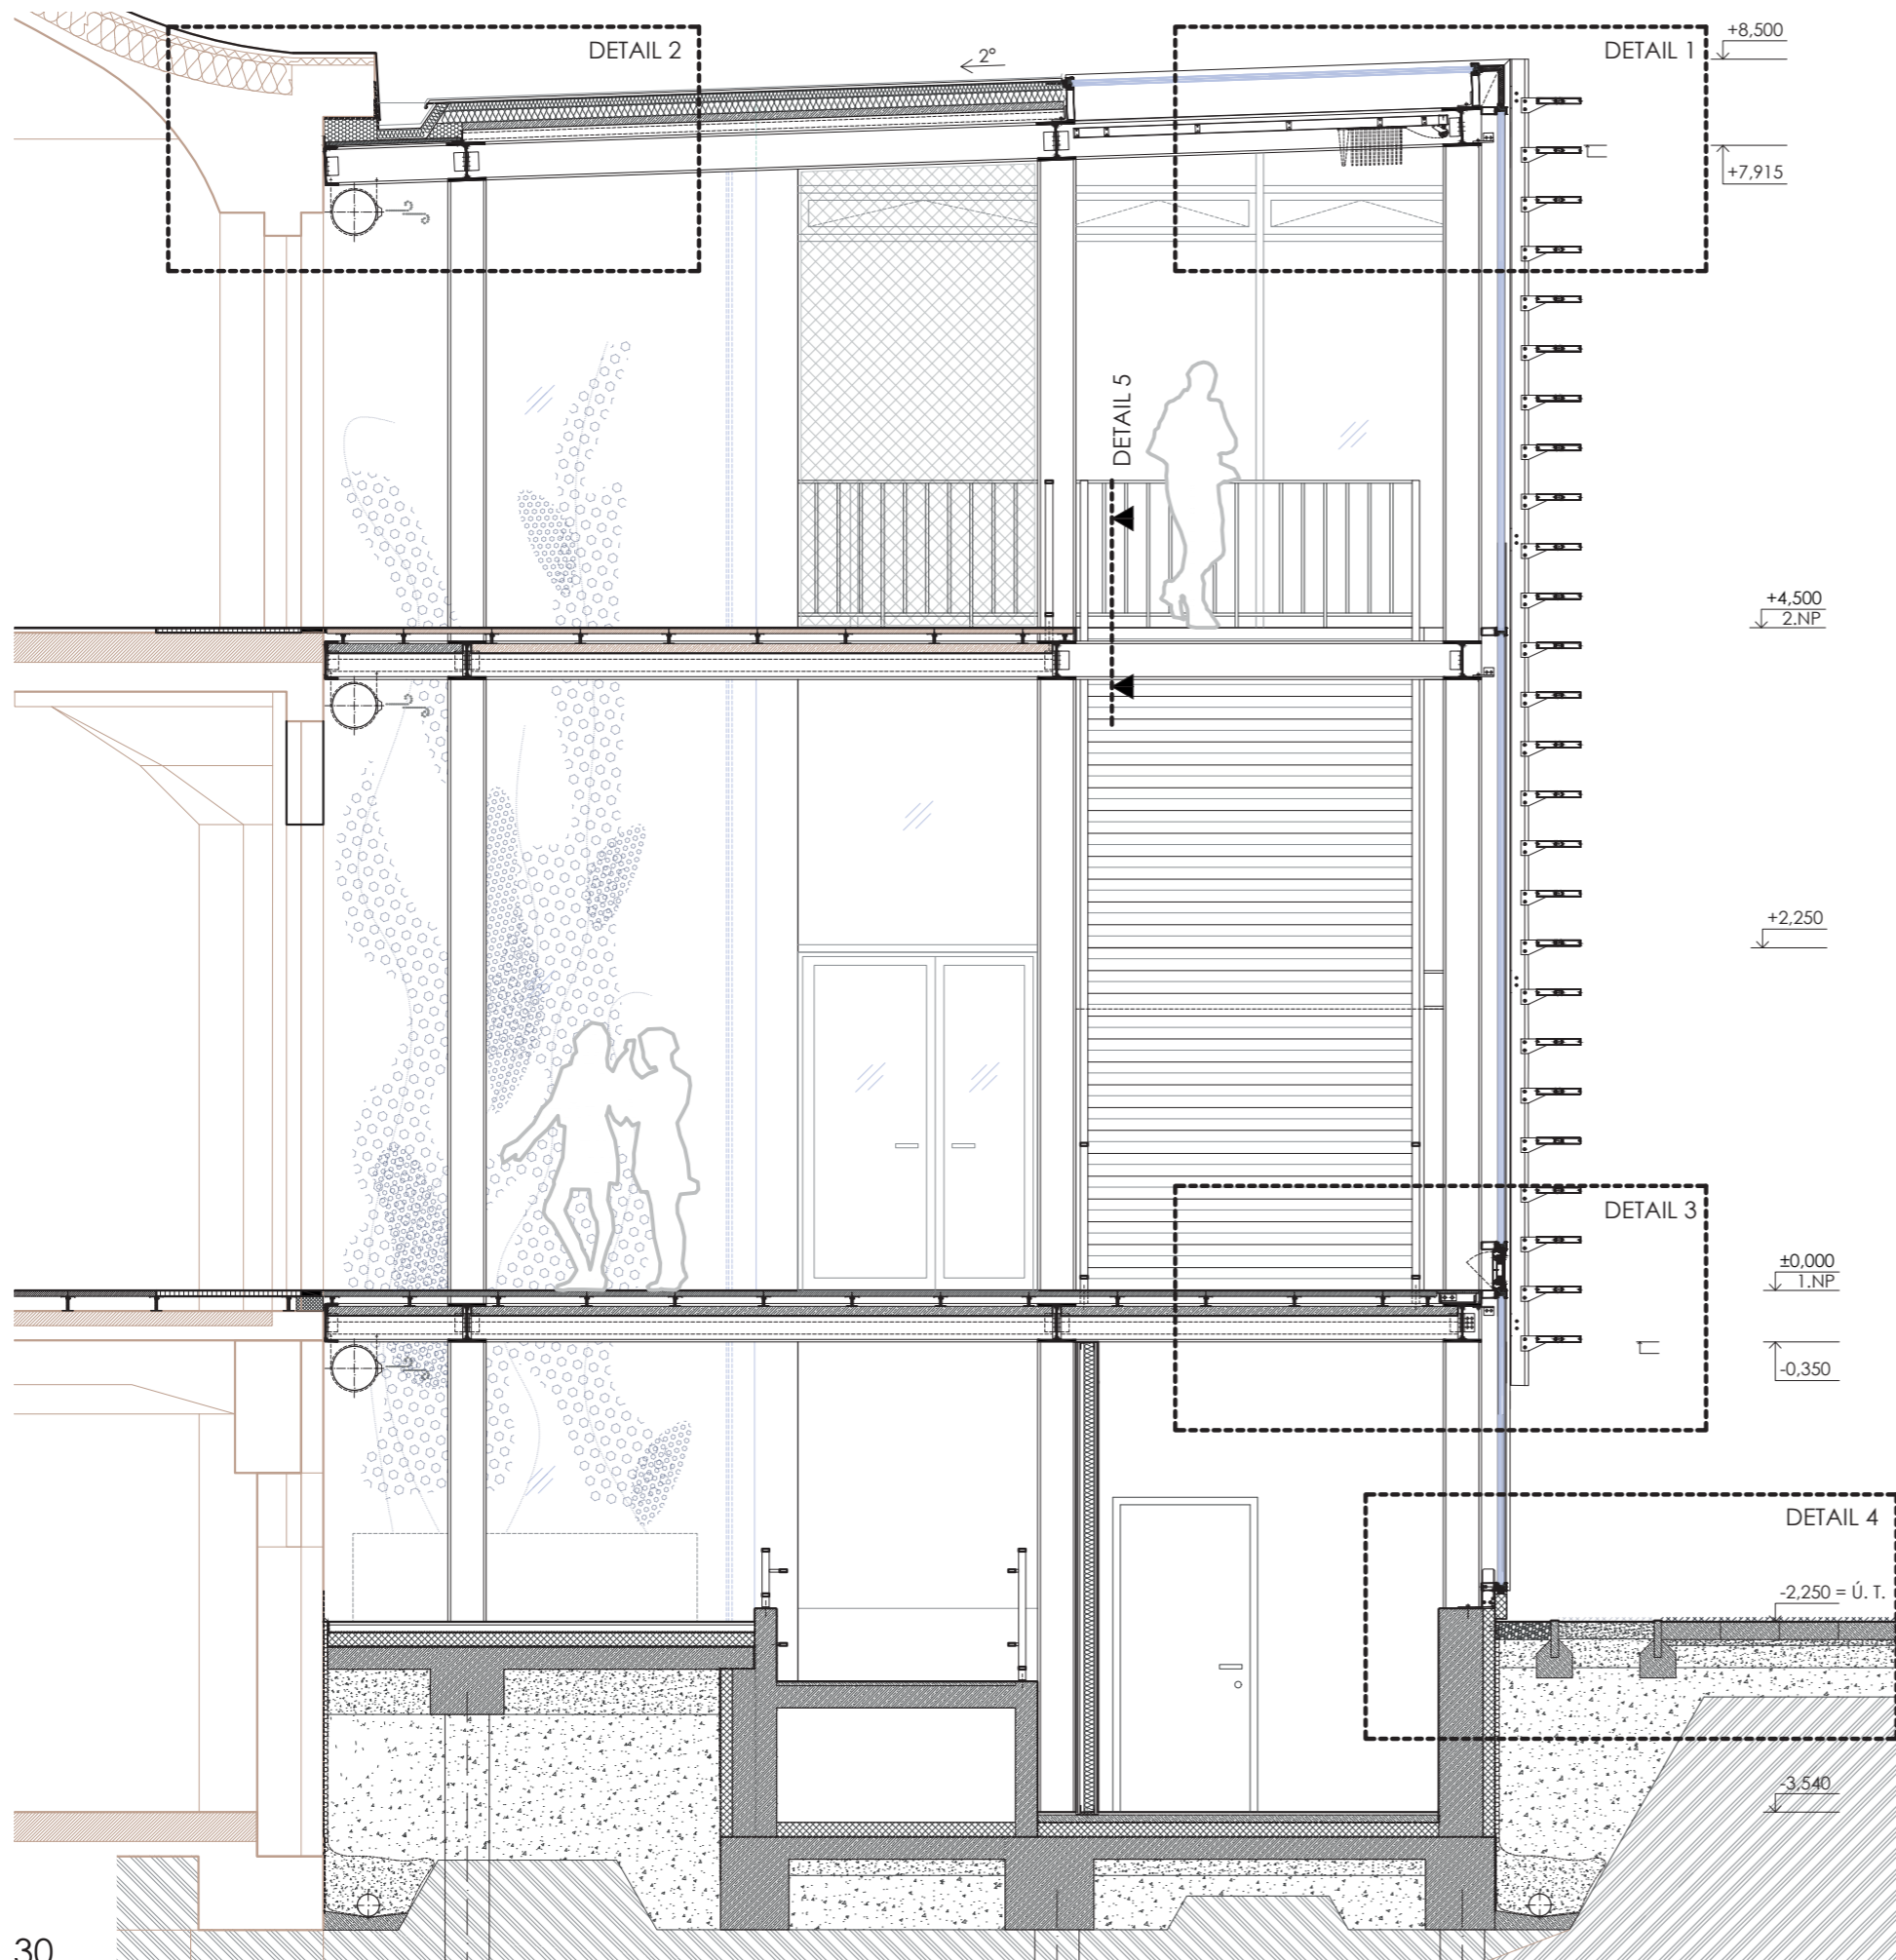 DETAIL 2
2°
DETAIL 1
+8,500
+7,915
DETAIL 5
+4,500
2.NP
+2,250
DETAIL 3
±0,000
1.NP
-0,350
DETAIL 4
-2,250 = Ú. T.
-3,540
30